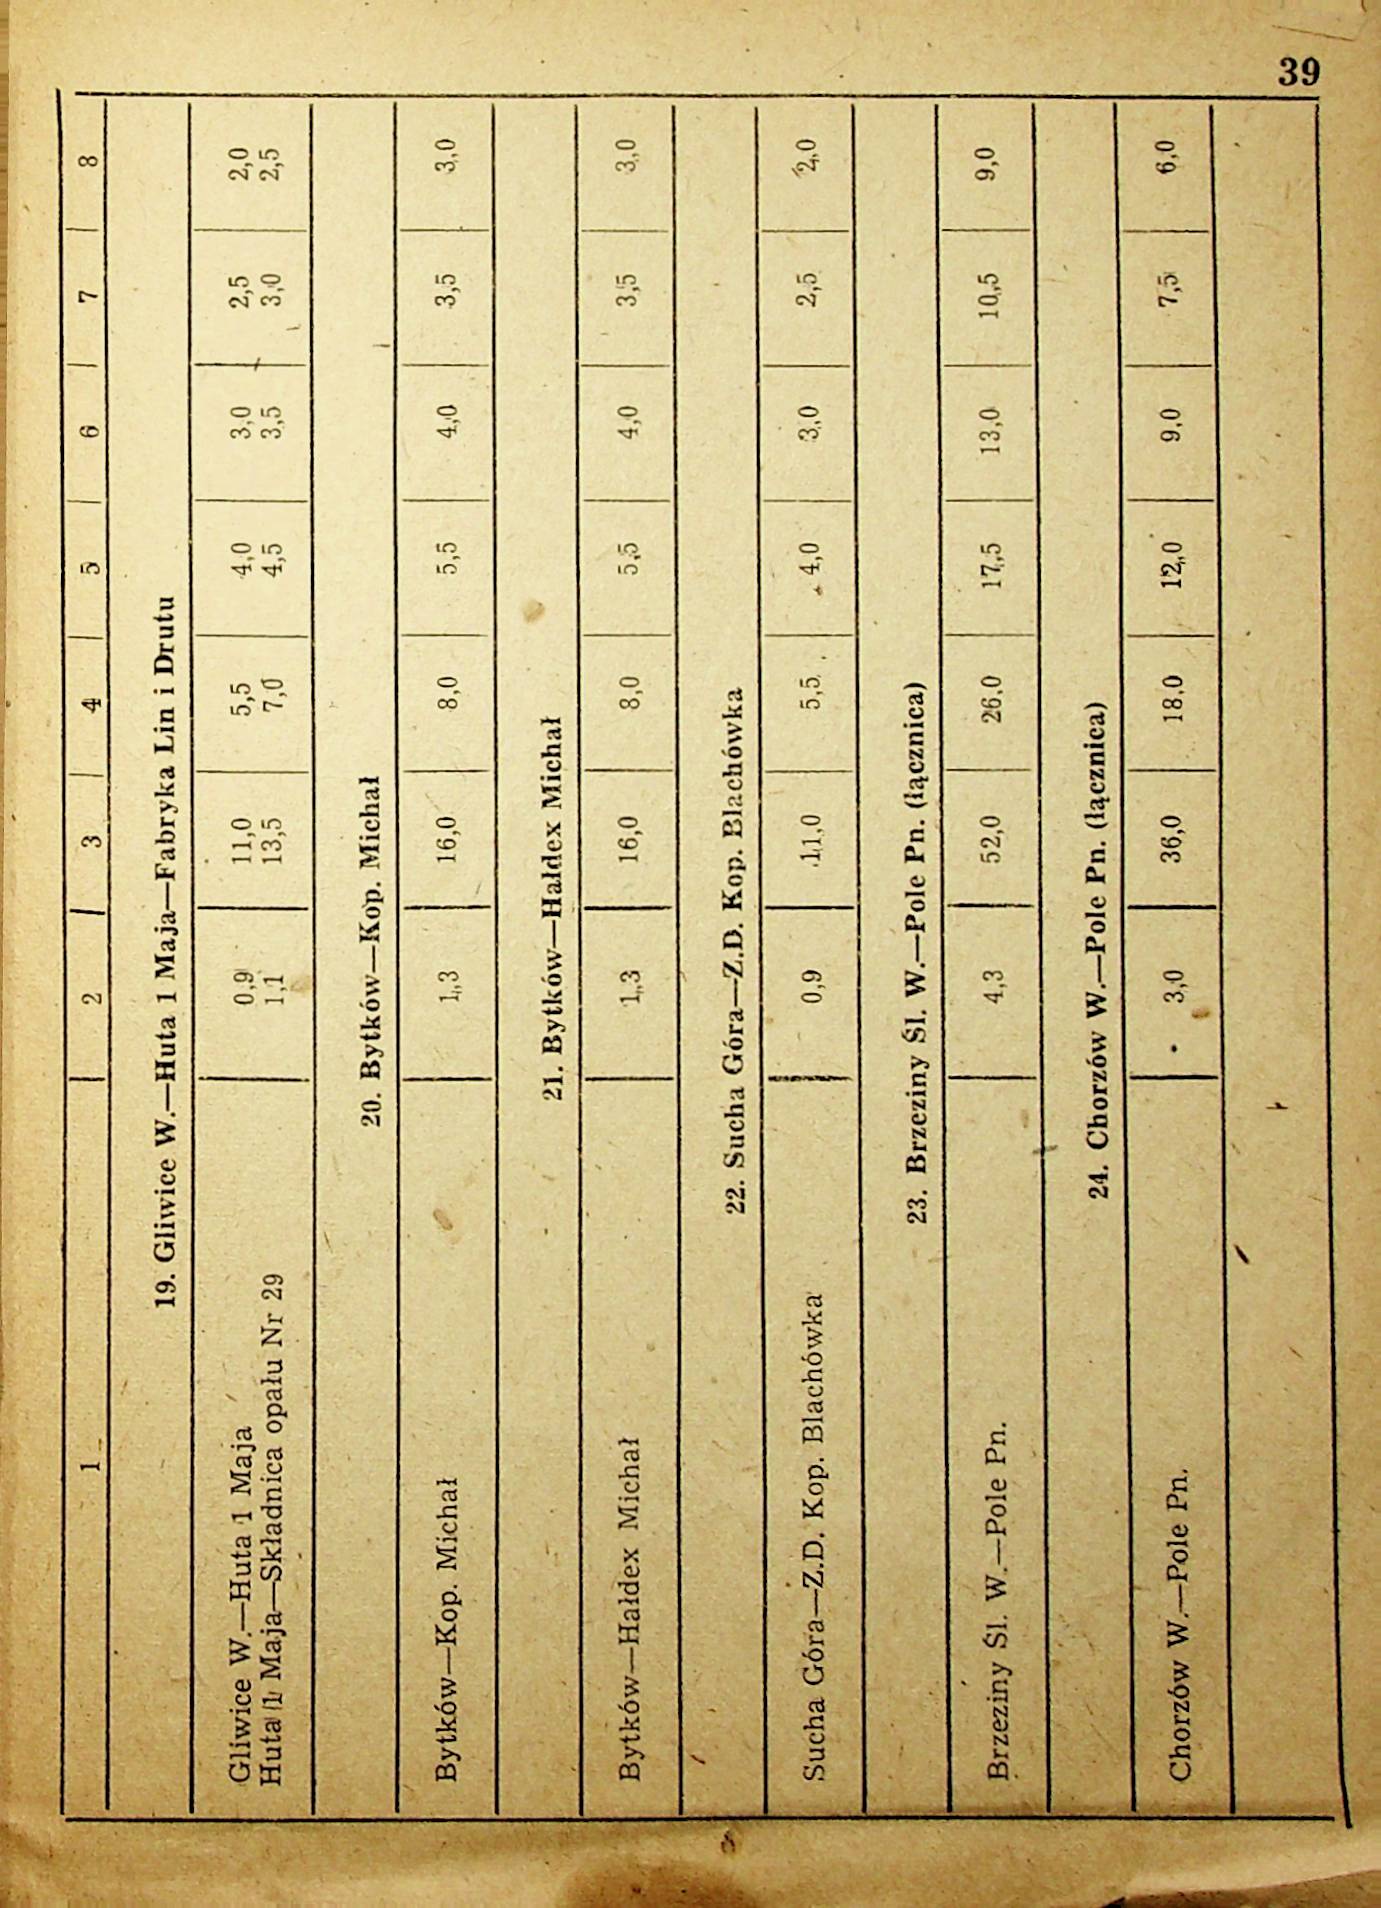 39
1 2 3 4 5 6 7 8
19. Gliwice W.—Huta 1 Maja—Fabryka Lin i Drutu
Gliwice W.—Huta 1 Maja 0,9 11,0 5,5 4,0 3,0 2,5 2,0
Huta 1 Maja—Składnica opału Nr 29 1,1 13,5 7,0 4,5 3,5 3,0 2,5
20. Bytków—Kop. Michał
Bytków—Kop. Michał 1,3 16,0 8,0 5,5 4,0 3,5 3,0
21. Bytków—Hałdex Michał
Bytków—Hałdex Michał 1,3 16,0 8,0 5,5 4,0 3,5 3,0
22. Sucha Góra—Z.D. Kop. Blachówka
Sucha Góra—Z.D. Kop. Blachówka 0,9 11,0 5,5 4,0 3,0 2,5 2,0
23. Brzeziny Śl. W.—Pole Pn. (łącznica)
Brzeziny Śl. W.—Pole Pn. 4,3 52,0 26,0 17,5 13,0 10,5 9,0
24. Chorzów W.—Pole Pn. (łącznica)
Chorzów W.—Pole Pn. 3,0 36,0 18,0 12,0 9,0 7,5 6,0